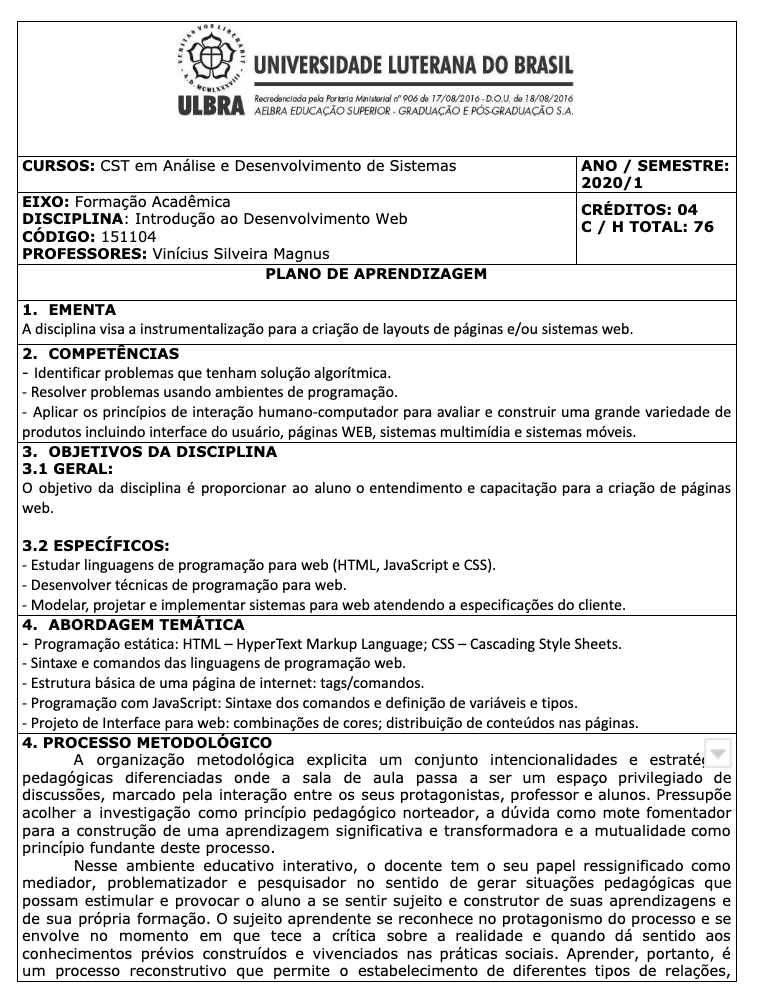 VERITAS VOS LIBERABIT
A.D. MCMLXXXVIII
ULBRA
UNIVERSIDADE LUTERANA DO BRASIL
Recredenciada pela Portaria Ministerial nº 906 de 17/08/2016 - D.O.U. de 18/08/2016
AELBRA EDUCAÇÃO SUPERIOR - GRADUAÇÃO E PÓS-GRADUAÇÃO S.A.
CURSOS: CST em Análise e Desenvolvimento de Sistemas
ANO / SEMESTRE:
2020/1
EIXO: Formação Acadêmica
DISCIPLINA: Introdução ao Desenvolvimento Web
CÓDIGO: 151104
PROFESSORES: Vinícius Silveira Magnus
CRÉDITOS: 04
C / H TOTAL: 76
PLANO DE APRENDIZAGEM
1. EMENTA
A disciplina visa a instrumentalização para a criação de layouts de páginas e/ou sistemas web.
2. COMPETÊNCIAS
- Identificar problemas que tenham solução algorítmica.
- Resolver problemas usando ambientes de programação.
- Aplicar os princípios de interação humano-computador para avaliar e construir uma grande variedade de
produtos incluindo interface do usuário, páginas WEB, sistemas multimídia e sistemas móveis.
3. OBJETIVOS DA DISCIPLINA
3.1 GERAL:
O objetivo da disciplina é proporcionar ao aluno o entendimento e capacitação para a criação de páginas
web.
3.2 ESPECÍFICOS:
- Estudar linguagens de programação para web (HTML, JavaScript e CSS).
- Desenvolver técnicas de programação para web.
- Modelar, projetar e implementar sistemas para web atendendo a especificações do cliente.
4. ABORDAGEM TEMÁTICA
- Programação estática: HTML – HyperText Markup Language; CSS – Cascading Style Sheets.
- Sintaxe e comandos das linguagens de programação web.
- Estrutura básica de uma página de internet: tags/comandos.
- Programação com JavaScript: Sintaxe dos comandos e definição de variáveis e tipos.
- Projeto de Interface para web: combinações de cores; distribuição de conteúdos nas páginas.
4. PROCESSO METODOLÓGICO
A organização metodológica explicita um conjunto intencionalidades e
pedagógicas diferenciadas onde a sala de aula passa a ser um espaço privilegiado de
discussões, marcado pela interação entre os seus protagonistas, professor e alunos. Pressupõe
acolher a investigação como princípio pedagógico norteador, a dúvida como mote fomentador
para a construção de uma aprendizagem significativa e transformadora e a mutualidade como
princípio fundante deste processo.
Nesse ambiente educativo interativo, o docente tem o seu papel ressignificado como
mediador, problematizador e pesquisador no sentido de gerar situações pedagógicas que
possam estimular e provocar o aluno a se sentir sujeito e construtor de suas aprendizagens e
de sua própria formação. O sujeito aprendente se reconhece no protagonismo do processo e se
envolve no momento em que tece a crítica sobre a realidade e quando dá sentido aos
conhecimentos prévios construídos e vivenciados nas práticas sociais. Aprender, portanto, é
um processo reconstrutivo que permite o estabelecimento de diferentes tipos de relações,